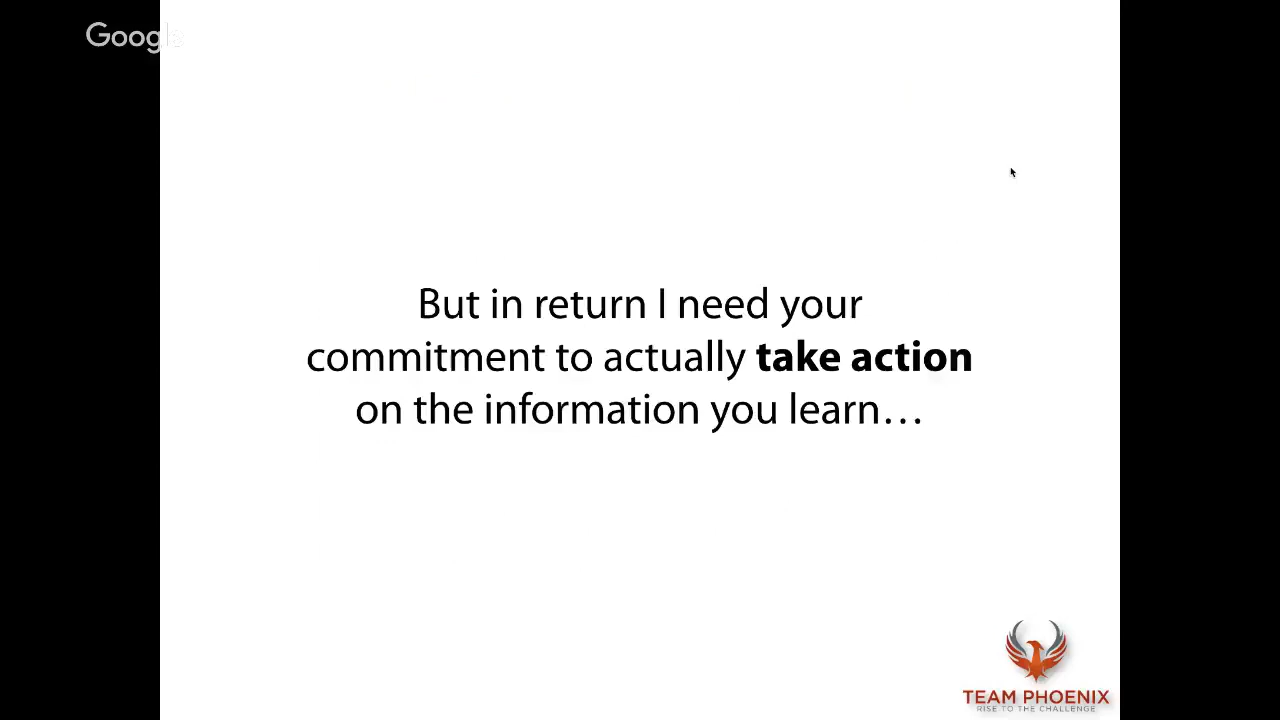 Google
But in return I need your
commitment to actually take action
on the information you learn…
TEAM PHOENIX
RISE TO THE CHALLENGE